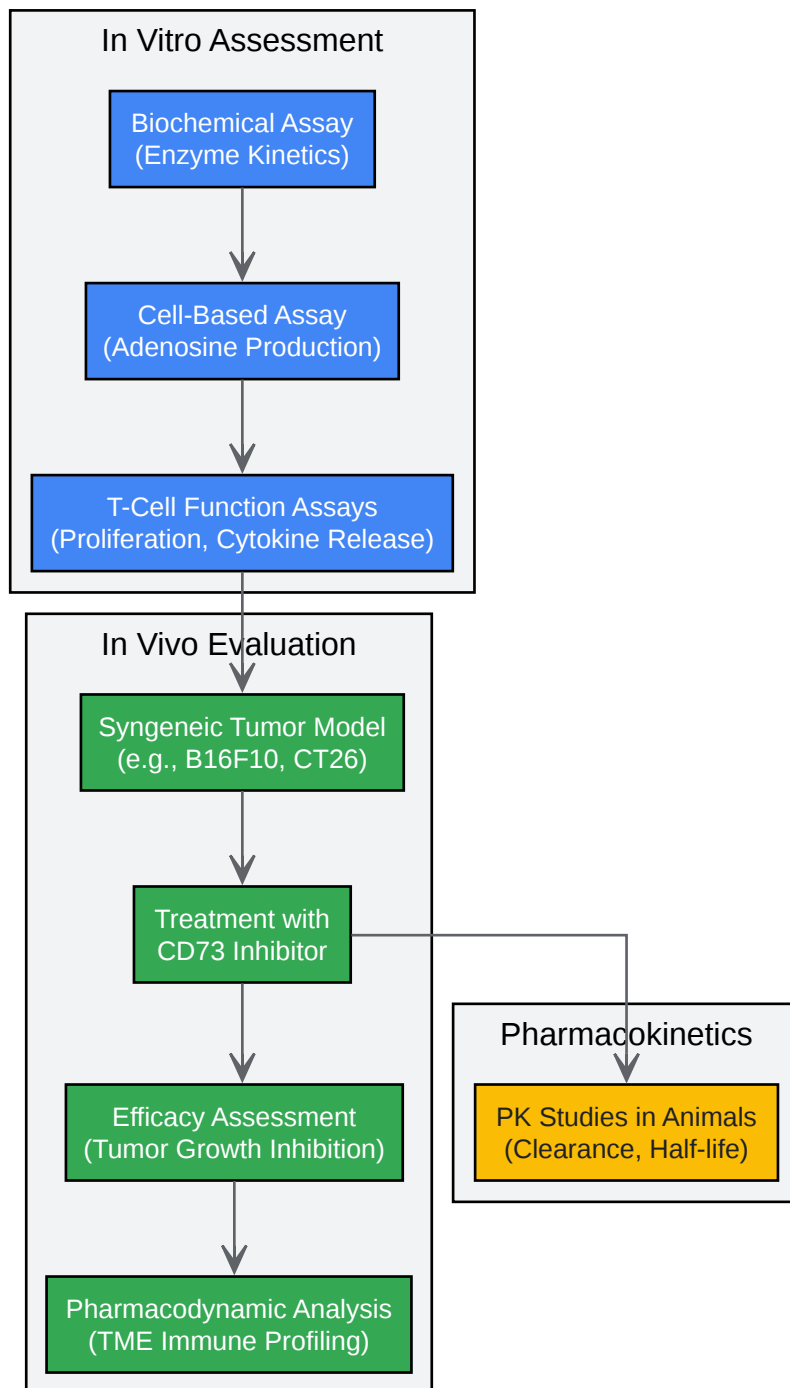 In Vitro Assessment
Biochemical Assay
(Enzyme Kinetics)
Cell-Based Assay
(Adenosine Production)
T-Cell Function Assays
(Proliferation, Cytokine Release)
In Vivo Evaluation
Syngeneic Tumor Model
(e.g., B16F10, CT26)
Treatment with
CD73 Inhibitor
Efficacy Assessment
(Tumor Growth Inhibition)
Pharmacodynamic Analysis
(TME Immune Profiling)
Pharmacokinetics
PK Studies in Animals
(Clearance, Half-life)